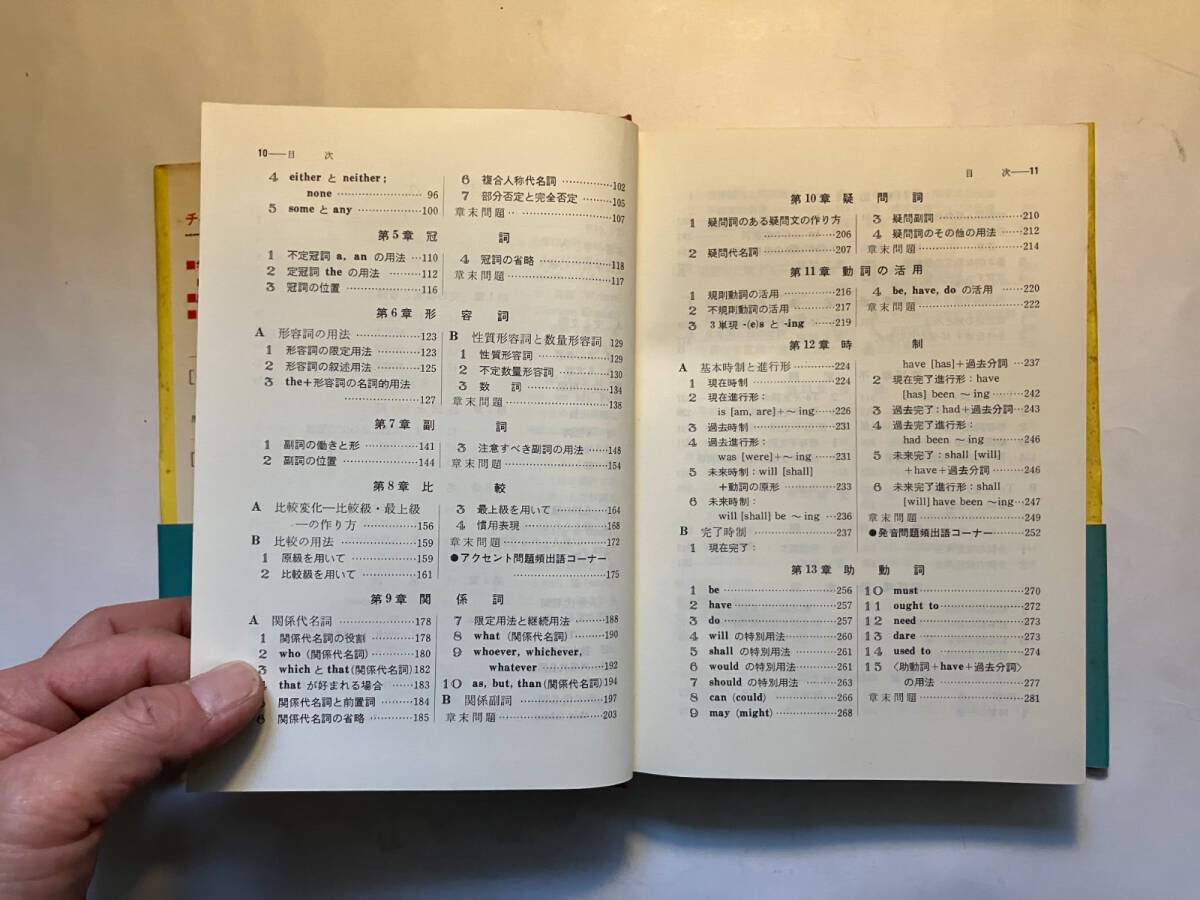 10—目　次
4 either と neither;
none ………………… 96
5 some と any ………… 100
6 複合人称代名詞 ……………102
7 部分否定と完全否定 ………105
章末問題 ………………………107
第5章 冠　詞
1 不定冠詞 a, an の用法 …110
2 定冠詞 the の用法 ………112
3 冠詞の位置 ………………116
4 冠詞の省略 ………………118
章末問題 ……………………117
第6章 形　容　詞
A 形容詞の用法 ……………123
1 形容詞の限定用法 ………123
2 形容詞の叙述用法 ………125
3 the+形容詞の名詞的用法
………………127
B 性質形容詞と数量形容詞 129
1 性質形容詞 ………………129
2 不定数量形容詞 …………130
3 数　詞 ……………………134
章末問題 ……………………138
第7章 副　詞
1 副詞の働きと形 …………141
2 副詞の位置 ………………144
3 注意すべき副詞の用法 …148
章末問題 ……………………154
第8章 比　較
A 比較変化—比較級・最上級
—の作り方 …………156
B 比較の用法 ………………159
1 原級を用いて ……………159
2 比較級を用いて …………161
3 最上級を用いて …………164
4 慣用表現 …………………168
章末問題 ……………………172
●アクセント問題頻出語コーナー
………………175
第9章 関　係　詞
A 関係代名詞 ………………178
1 関係代名詞の役割 ………178
2 who (関係代名詞) ………180
3 which と that(関係代名詞) 182
4 that が好まれる場合 ……183
5 関係代名詞と前置詞 ……184
6 関係代名詞の省略 ………185
7 限定用法と継続用法 ……188
8 what (関係代名詞) ………190
9 whoever, whichever,
whatever ………………192
10 as, but, than(関係代名詞) 194
B 関係副詞 …………………197
章末問題 ……………………203
目　次—11
第10章 疑　問　詞
1 疑問詞のある疑問文の作り方
………………206
2 疑問代名詞 ………………207
3 疑問副詞 …………………210
4 疑問詞のその他の用法 …212
章末問題 ……………………214
第11章 動詞の活用
1 規則動詞の活用 …………216
2 不規則動詞の活用 ………217
3 3単現 -(e)s と -ing ……219
4 be, have, do の活用 ……220
章末問題 ……………………222
第12章 時　制
A 基本時制と進行形 ………224
1 現在時制 …………………224
2 現在進行形:
is [am, are]+～ing ……226
3 過去時制 …………………231
4 過去進行形:
was [were]+～ing ……231
5 未来時制: will [shall]
+動詞の原形 …………233
6 未来時制:
will [shall] be ～ing …236
B 完了時制 …………………237
1 現在完了:
have [has]+過去分詞…237
2 現在完了進行形: have
[has] been ～ing ………242
3 過去完了: had+過去分詞…243
4 過去完了進行形:
had been ～ing …………246
5 未来完了: shall [will]
+have+過去分詞 ………246
6 未来完了進行形: shall
[will] have been ～ing…247
章末問題 ……………………249
●発音問題頻出語コーナー……252
第13章 助　動　詞
1 be …………………………256
2 have ………………………257
3 do …………………………257
4 will の特別用法 …………260
5 shall の特別用法 …………261
6 would の特別用法 ………261
7 should の特別用法 ………263
8 can (could) ………………266
9 may (might) ………………268
10 must ………………………270
11 ought to …………………272
12 need ………………………273
13 dare ………………………273
14 used to ……………………274
15 〈助動詞+have+過去分詞〉
の用法 …………………277
章末問題 ……………………281